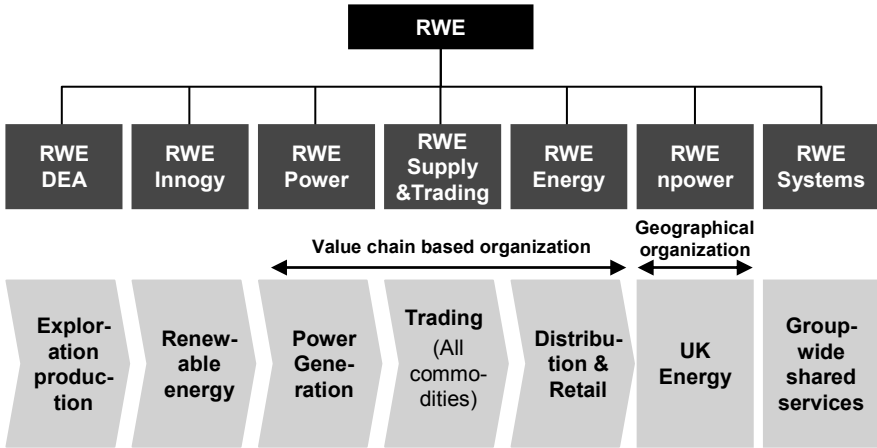 RWE
RWE
DEA
RWE
Innogy
RWE
Power
RWE
Supply
&Trading
RWE
Energy
RWE
npower
RWE
Systems
Value chain based organization
Geographical
organization
Explor-
ation
produc-
tion
Renew-
able
energy
Power
Gene-
ration
Trading
(All
commo-
dities)
Distribu-
tion &
Retail
UK
Energy
Group-
wide
shared
services